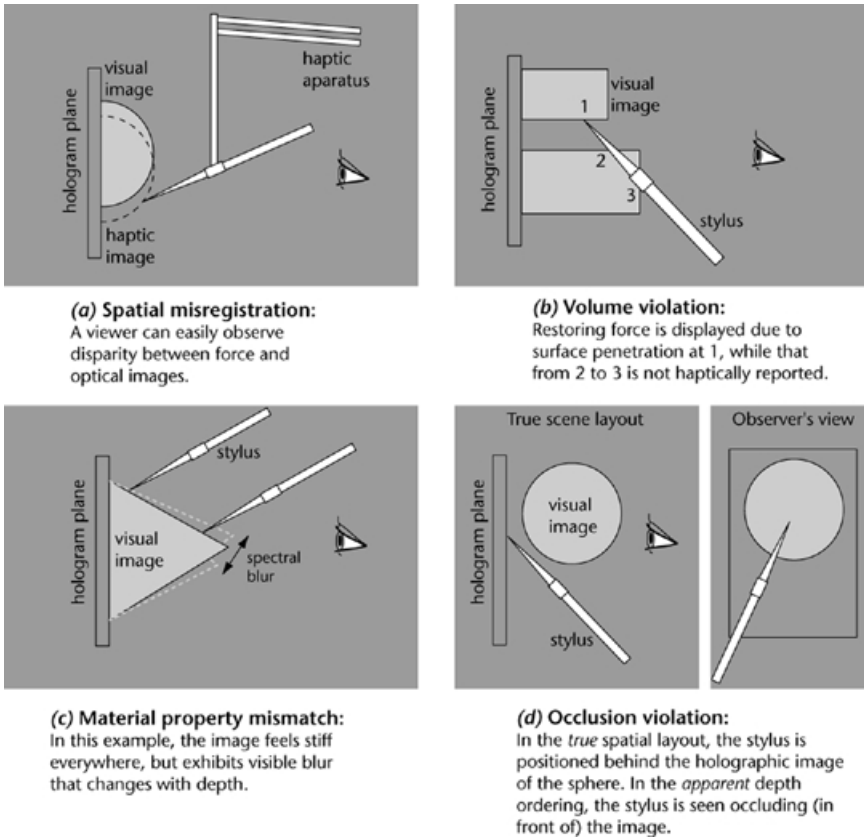 visual
image
haptic
aparatus
hologram plane
haptic
image
(a) Spatial misregistration:
A viewer can easily observe
disparity between force and
optical images.
hologram plane
visual
image
1
2
3
stylus
(b) Volume violation:
Restoring force is displayed due to
surface penetration at 1, while that
from 2 to 3 is not haptically reported.
hologram plane
stylus
visual
image
spectral
blur
(c) Material property mismatch:
In this example, the image feels stiff
everywhere, but exhibits visible blur
that changes with depth.
True scene layout
hologram plane
visual
image
stylus
Observer's view
(d) Occlusion violation:
In the true spatial layout, the stylus is
positioned behind the holographic image
of the sphere. In the apparent depth
ordering, the stylus is seen occluding (in
front of) the image.